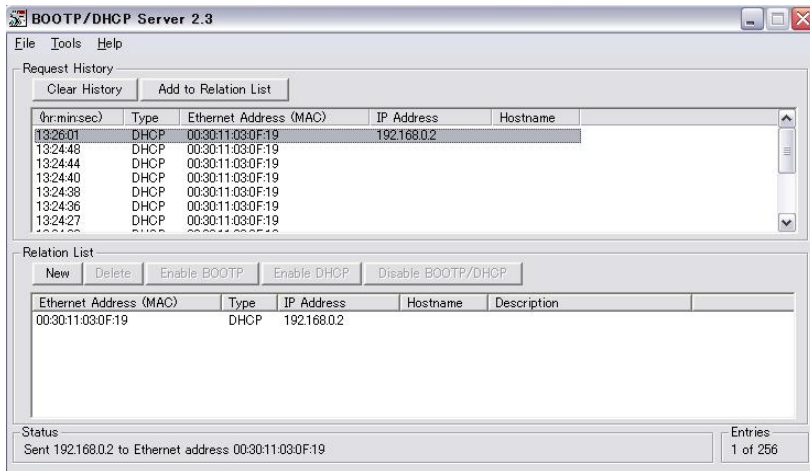 BOOTP/DHCP Server 2.3
File Tools Help
Request History
Clear History Add to Relation List
(hr:min:sec) Type Ethernet Address (MAC) IP Address Hostname
13:26:01 DHCP 00:30:11:03:0F:19 192.168.0.2
13:24:48 DHCP 00:30:11:03:0F:19
13:24:44 DHCP 00:30:11:03:0F:19
13:24:40 DHCP 00:30:11:03:0F:19
13:24:38 DHCP 00:30:11:03:0F:19
13:24:36 DHCP 00:30:11:03:0F:19
13:24:27 DHCP 00:30:11:03:0F:19
Relation List
New Delete Enable BOOTP Enable DHCP Disable BOOTP/DHCP
Ethernet Address (MAC) Type IP Address Hostname Description
00:30:11:03:0F:19 DHCP 192.168.0.2
Status
Sent 192.168.0.2 to Ethernet address 00:30:11:03:0F:19
Entries
1 of 256